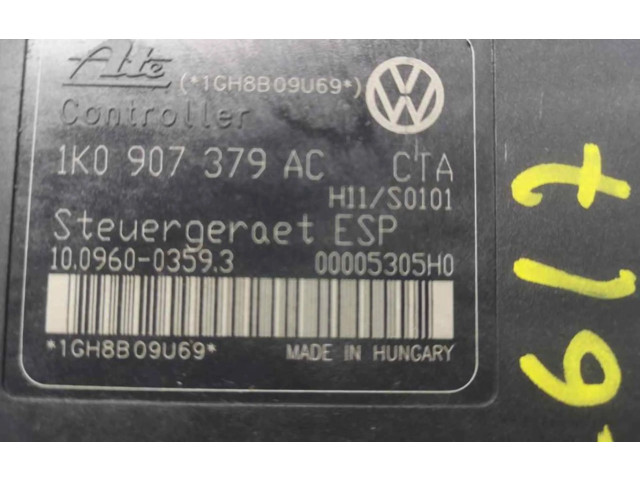 Ate (*1GH8B09U69*)
Controller
1K0 907 379 AC CTA
H11/S0101
Steuergeraet ESP
10.0960-0359.3 00005305H0
*1GH8B09U69* MADE IN HUNGARY